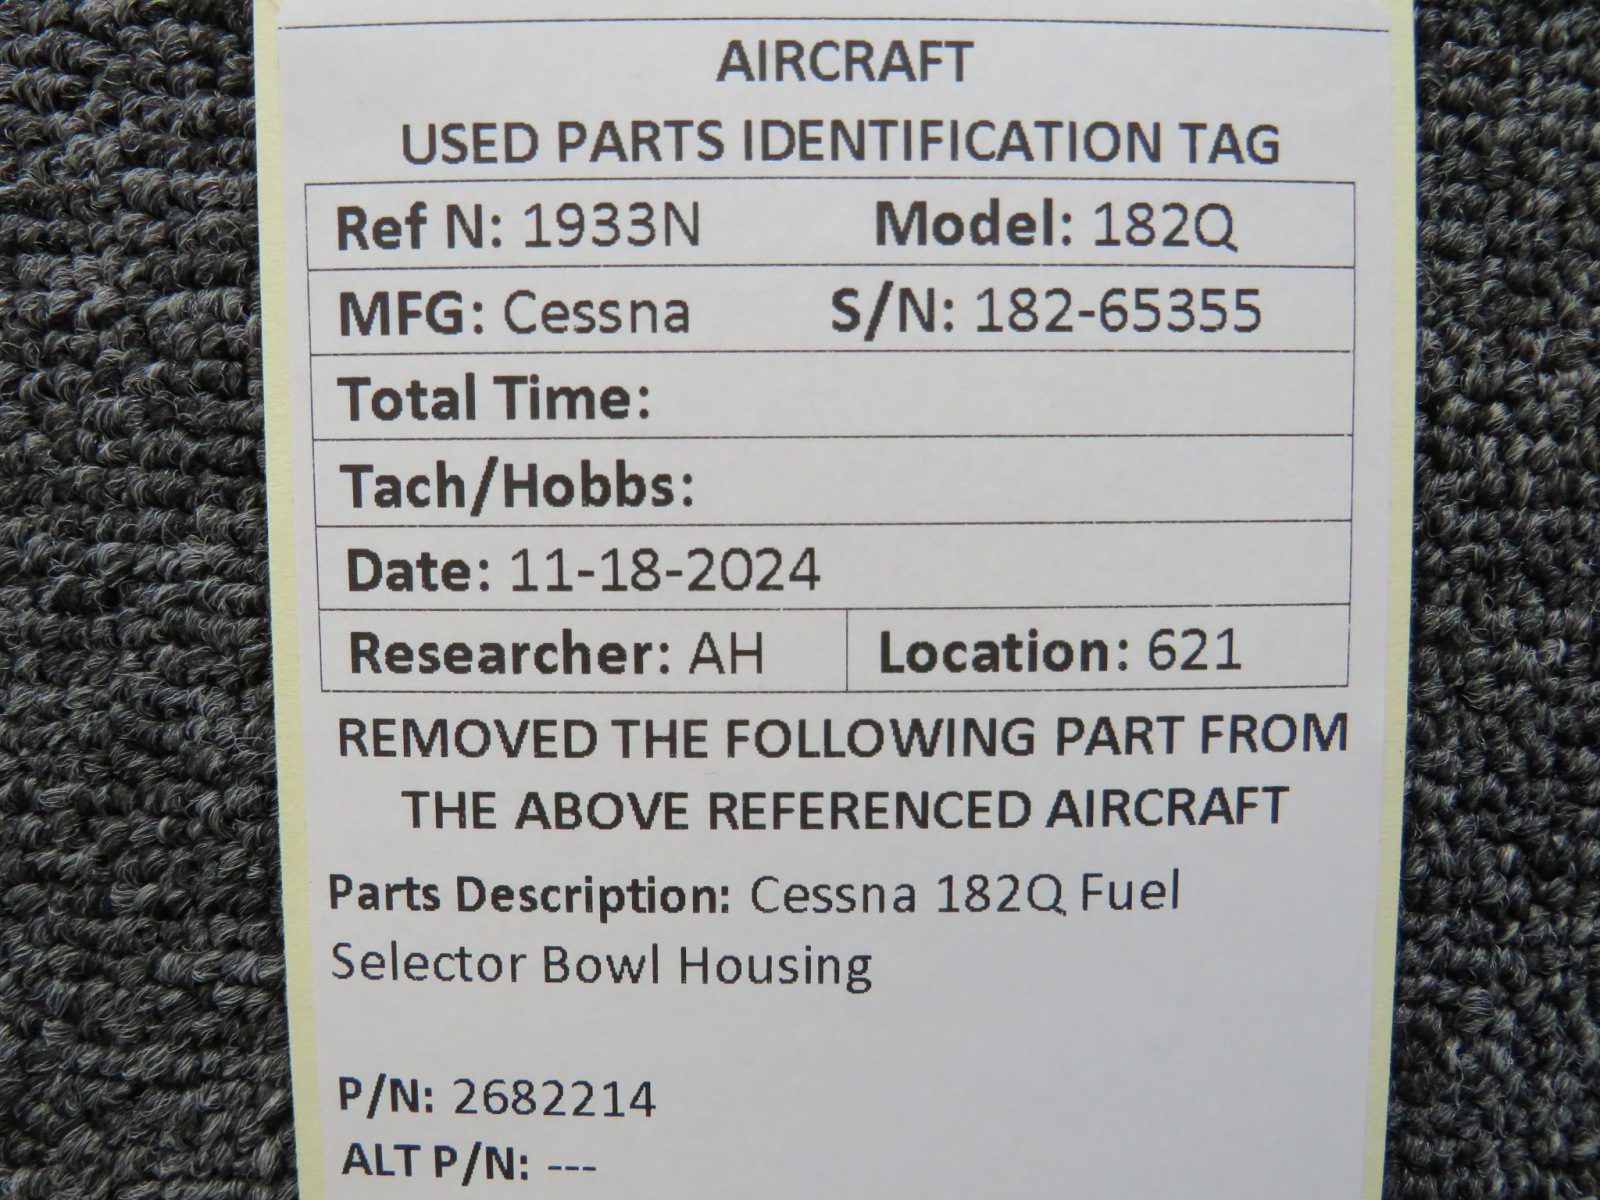 AIRCRAFT
USED PARTS IDENTIFICATION TAG
Ref N: 1933N Model: 182Q
MFG: Cessna S/N: 182-65355
Total Time:
Tach/Hobbs:
Date: 11-18-2024
Researcher: AH Location: 621
REMOVED THE FOLLOWING PART FROM
THE ABOVE REFERENCED AIRCRAFT
Parts Description: Cessna 182Q Fuel
Selector Bowl Housing
P/N: 2682214
ALT P/N: ---